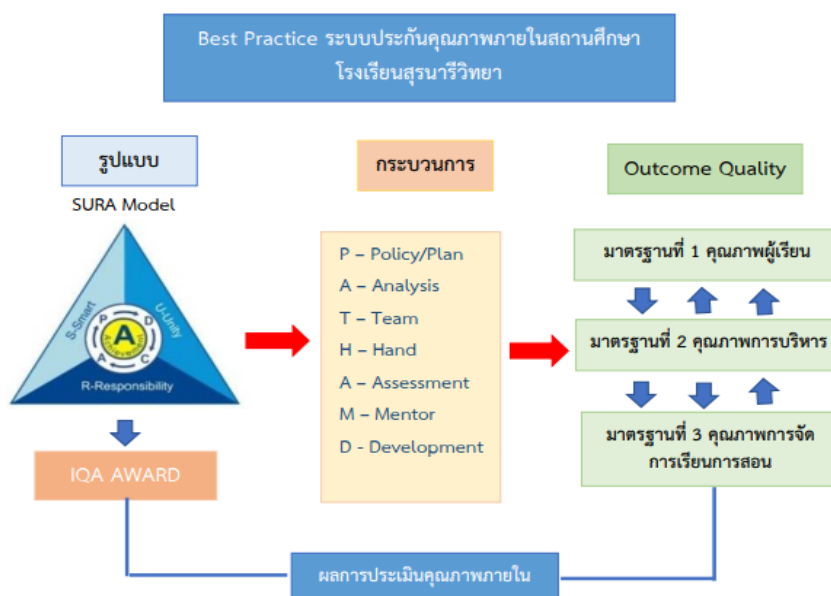 Best Practice ระบบประกันคุณภาพภายในสถานศึกษา
โรงเรียนสุรนารีวิทยา
รูปแบบ
SURA Model
S-Smart
U-Unity
P
D
A
Achievement
A
C
R-Responsibility
IQA AWARD
กระบวนการ
P – Policy/Plan
A – Analysis
T – Team
H – Hand
A – Assessment
M – Mentor
D - Development
Outcome Quality
มาตรฐานที่ 1 คุณภาพผู้เรียน
มาตรฐานที่ 2 คุณภาพการบริหาร
มาตรฐานที่ 3 คุณภาพการจัด
การเรียนการสอน
ผลการประเมินคุณภาพภายใน